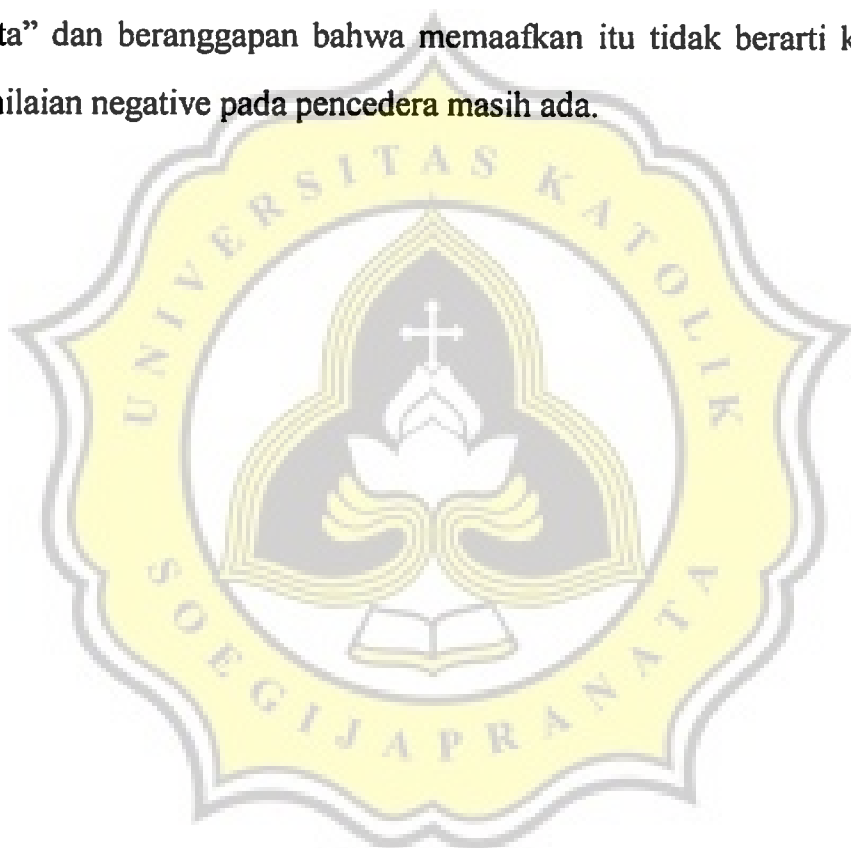 ta” dan beranggapan bahwa memaafkan itu tidak berarti k
nilaian negative pada pencedera masih ada.
UNIVERSITAS KATOLIK
SOEGIJAPRANATA